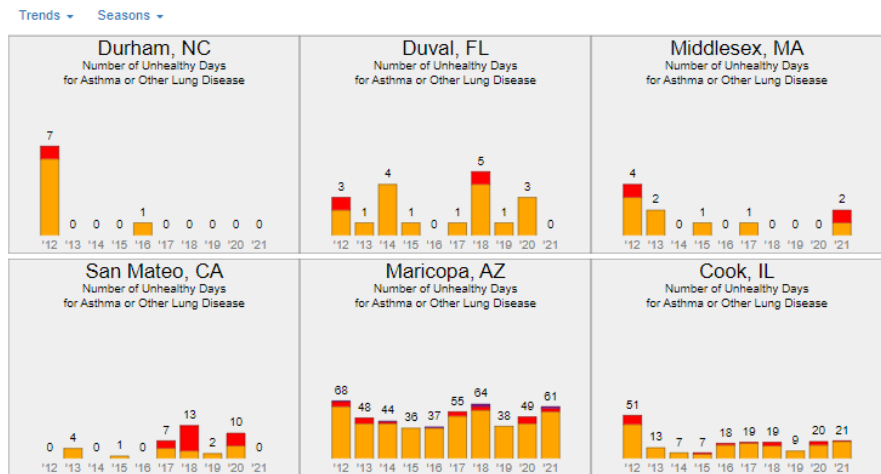 Trends Seasons
Durham, NC
Number of Unhealthy Days
for Asthma or Other Lung Disease
7 0 0 0 1 0 0 0 0 0
'12 '13 '14 '15 '16 '17 '18 '19 '20 '21
Duval, FL
Number of Unhealthy Days
for Asthma or Other Lung Disease
3 1 4 1 0 1 5 1 3 0
'12 '13 '14 '15 '16 '17 '18 '19 '20 '21
Middlesex, MA
Number of Unhealthy Days
for Asthma or Other Lung Disease
4 2 0 1 0 1 0 0 0 2
'12 '13 '14 '15 '16 '17 '18 '19 '20 '21
San Mateo, CA
Number of Unhealthy Days
for Asthma or Other Lung Disease
0 4 0 1 0 7 13 2 10 0
'12 '13 '14 '15 '16 '17 '18 '19 '20 '21
Maricopa, AZ
Number of Unhealthy Days
for Asthma or Other Lung Disease
68 48 44 36 37 55 64 38 49 61
'12 '13 '14 '15 '16 '17 '18 '19 '20 '21
Cook, IL
Number of Unhealthy Days
for Asthma or Other Lung Disease
51 13 7 7 18 19 19 9 20 21
'12 '13 '14 '15 '16 '17 '18 '19 '20 '21